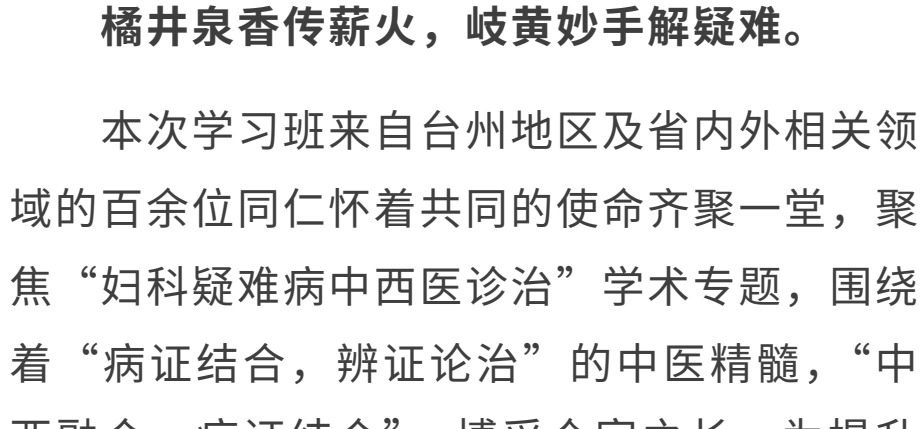 橘井泉香传薪火，岐黄妙手解疑难。
本次学习班来自台州地区及省内外相关领
域的百余位同仁怀着共同的使命齐聚一堂，聚
焦“妇科疑难病中西医诊治”学术专题，围绕
着“病证结合，辨证论治”的中医精髓，“中